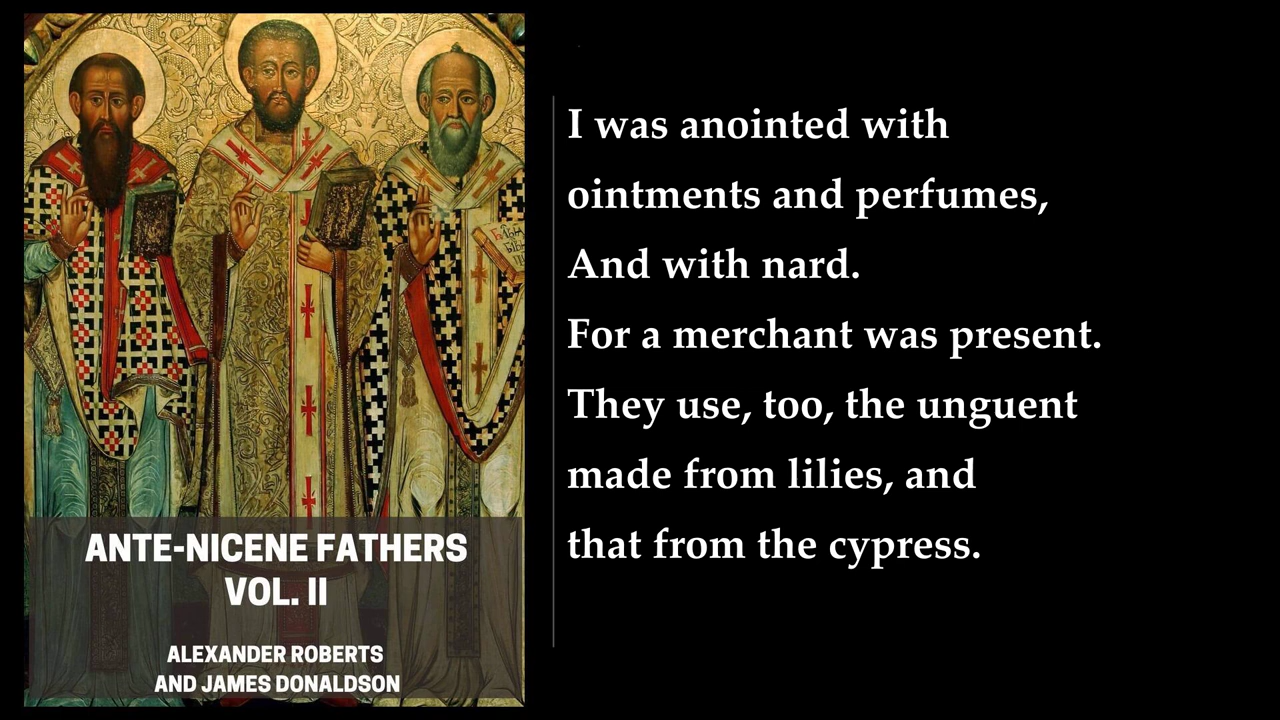 ANTE-NICENE FATHERS
VOL. II
ALEXANDER ROBERTS
AND JAMES DONALDSON
I was anointed with
ointments and perfumes,
And with nard.
For a merchant was present.
They use, too, the unguent
made from lilies, and
that from the cypress.